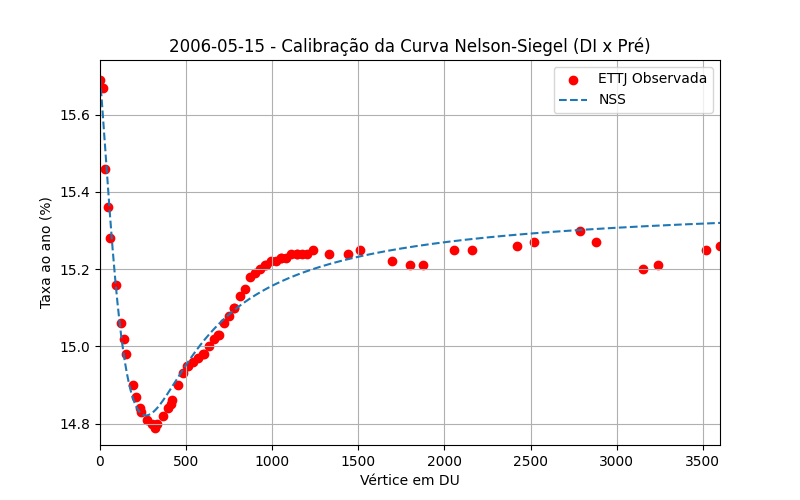 2006-05-15 - Calibração da Curva Nelson-Siegel (DI x Pré)
ETTJ Observada
NSS
Taxa ao ano (%)
15.6
15.4
15.2
15.0
14.8
0 500 1000 1500 2000 2500 3000 3500
Vértice em DU